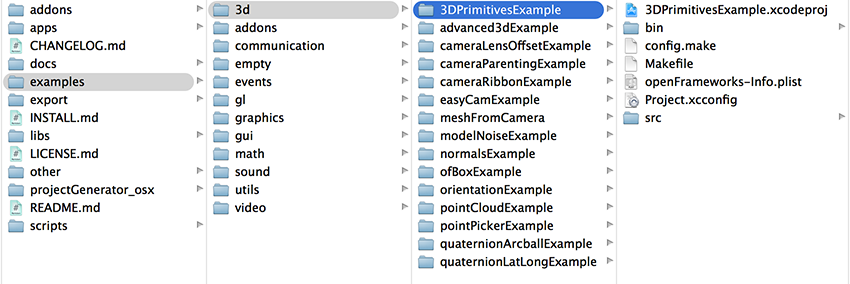 addons
apps
CHANGELOG.md
docs
examples
export
INSTALL.md
libs
LICENSE.md
other
projectGenerator_osx
README.md
scripts
3d
addons
communication
empty
events
gl
graphics
gui
math
sound
utils
video
3DPrimitivesExample
advanced3dExample
cameraLensOffsetExample
cameraParentingExample
cameraRibbonExample
easyCamExample
meshFromCamera
modelNoiseExample
normalsExample
ofBoxExample
orientationExample
pointCloudExample
pointPickerExample
quaternionArcballExample
quaternionLatLongExample
3DPrimitivesExample.xcodeproj
bin
config.make
Makefile
openFrameworks-Info.plist
Project.xcconfig
src